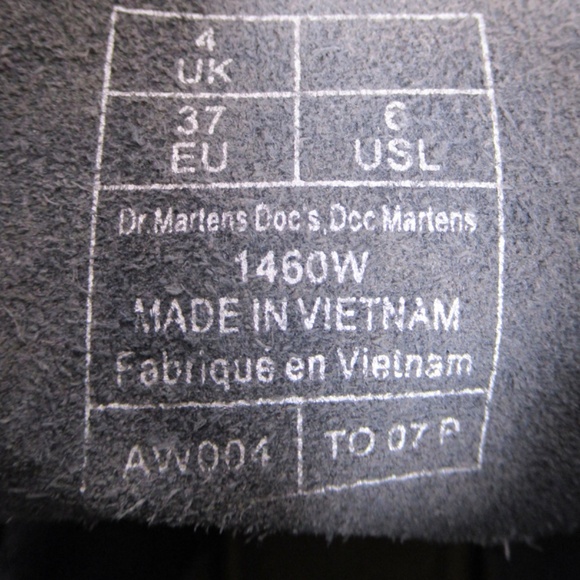 4
UK
37
EU
6
USL
Dr.Martens Doc's, Doc Martens
1460W
MADE IN VIETNAM
Fabrique en Vietnam
AW004
TO 07 P